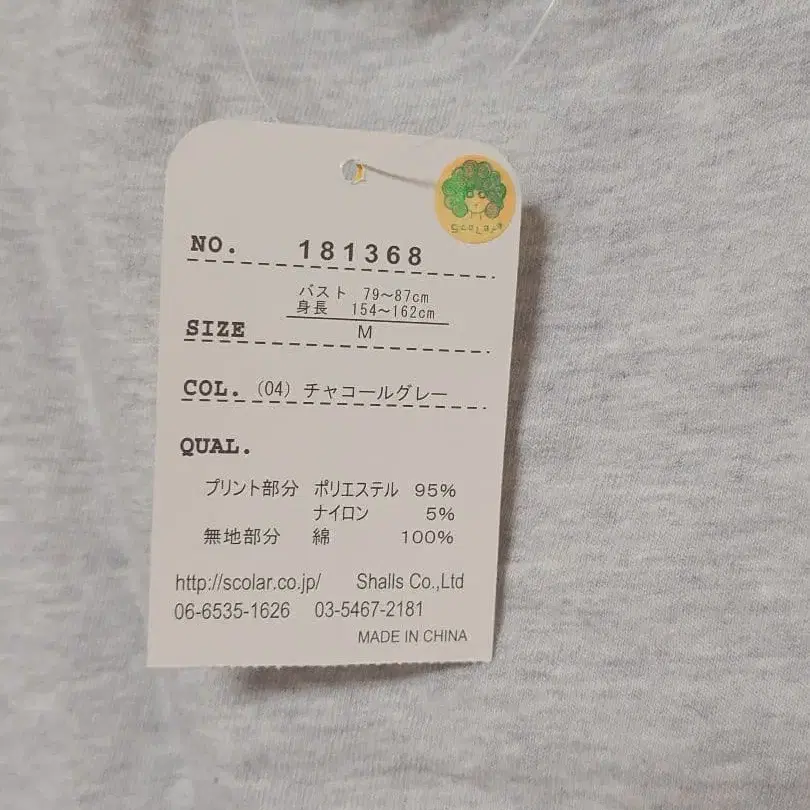 NO. 181368
バスト 79～87cm
身長 154～162cm
SIZE M
COL. (04) チャコールグレー
QUAL.
プリント部分 ポリエステル 95%
ナイロン 5%
無地部分 綿 100%
http://scolar.co.jp/ Shalls Co.,Ltd
06-6535-1626 03-5467-2181
MADE IN CHINA